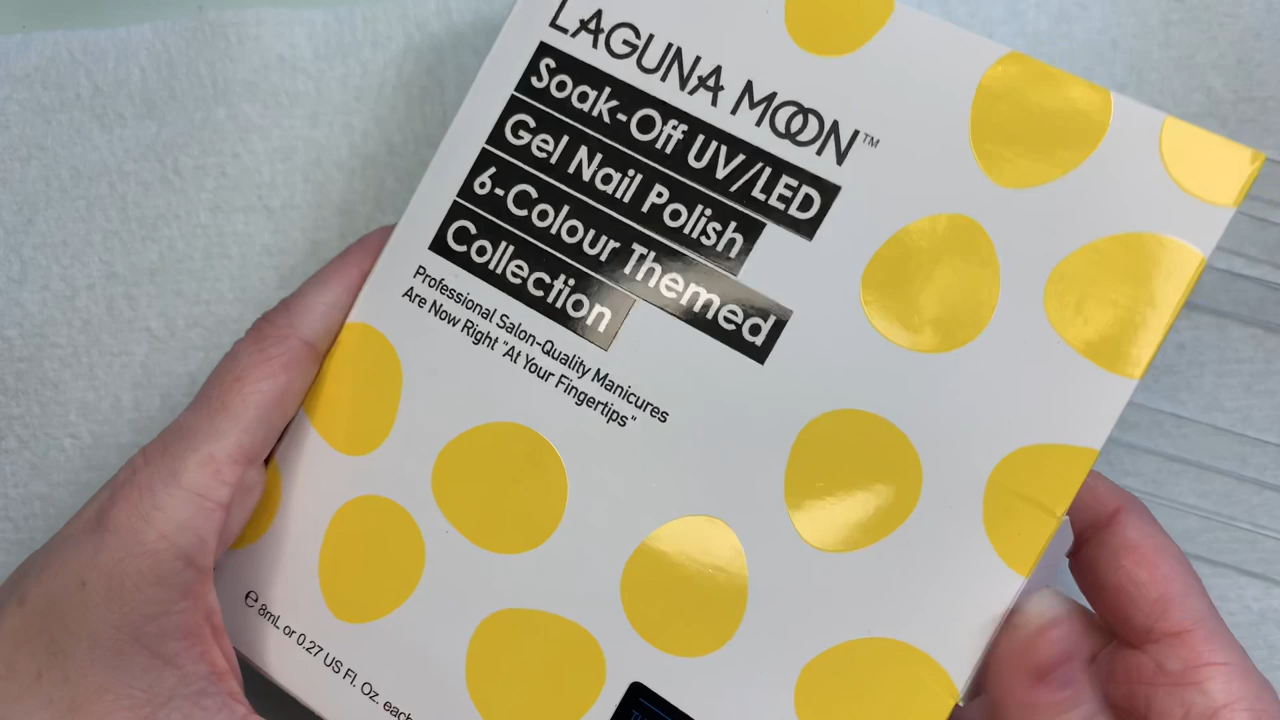 LAGUNA MOON™
Soak-Off UV/LED
Gel Nail Polish
6-Colour Themed
Collection
Professional Salon-Quality Manicures
Are Now Right "At Your Fingertips"
℮ 8mL or 0.27 US Fl. Oz. each